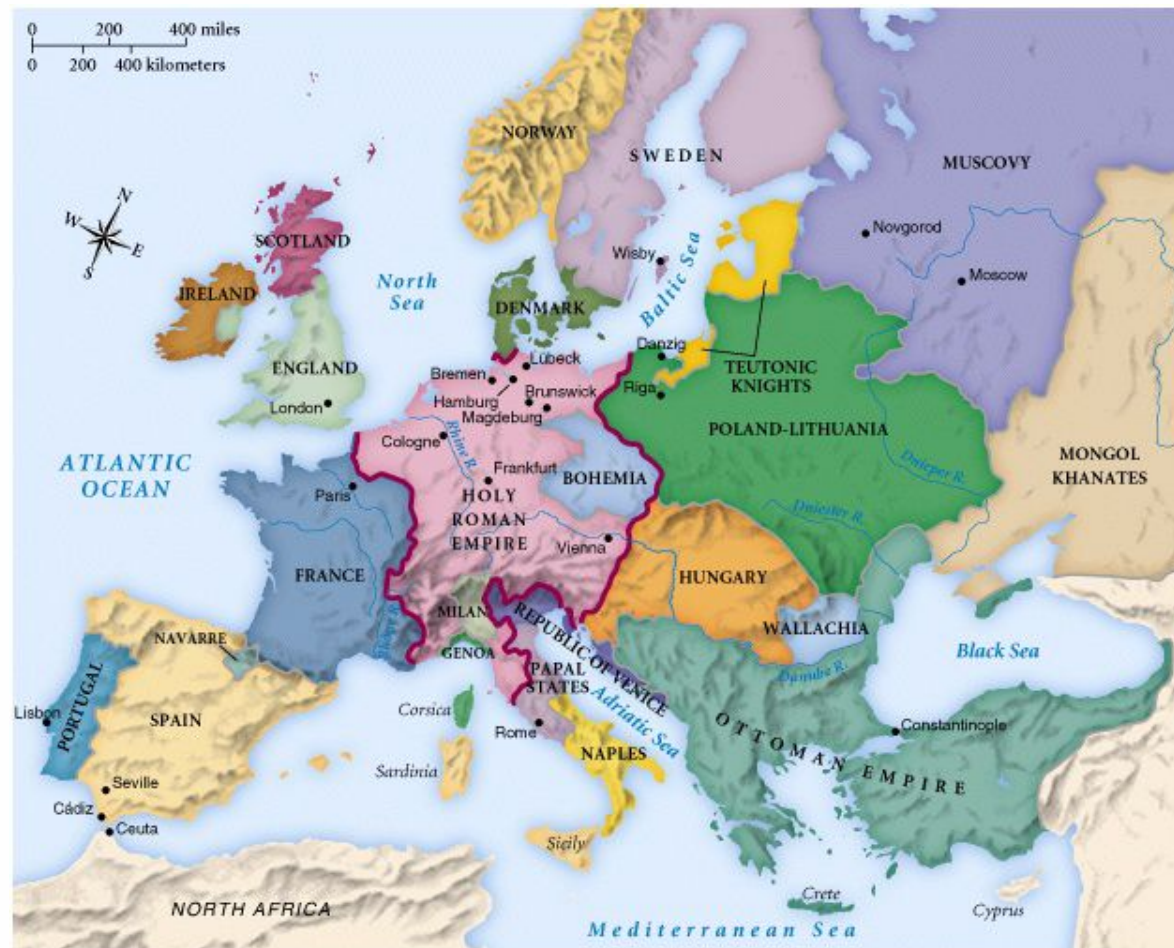 0 200 400 miles
0 200 400 kilometers
NORWAY
SWEDEN
MUSCOVY
N
W
E
S
Novgorod
SCOTLAND
Wisby
Moscow
Baltic Sea
North
Sea
IRELAND
DENMARK
Danzig
Lübeck
TEUTONIC
KNIGHTS
ENGLAND
Bremen
Hamburg
Brunswick
Magdeburg
Riga
London
POLAND-LITHUANIA
Cologne
Rhine R.
Dnieper R.
MONGOL
KHANATES
ATLANTIC
OCEAN
Frankfurt
BOHEMIA
Paris
HOLY
ROMAN
EMPIRE
Dniester R.
Vienna
FRANCE
HUNGARY
MILAN
REPUBLIC OF VENICE
WALLACHIA
NAVARRE
GENOA
Black Sea
PAPAL
STATES
Danube R.
Adriatic Sea
PORTUGAL
Lisbon
SPAIN
Corsica
Rome
Constantinople
OTTOMAN EMPIRE
NAPLES
Sardinia
Seville
Cádiz
Ceuta
Sicily
Crete
Cyprus
NORTH AFRICA
Mediterranean Sea